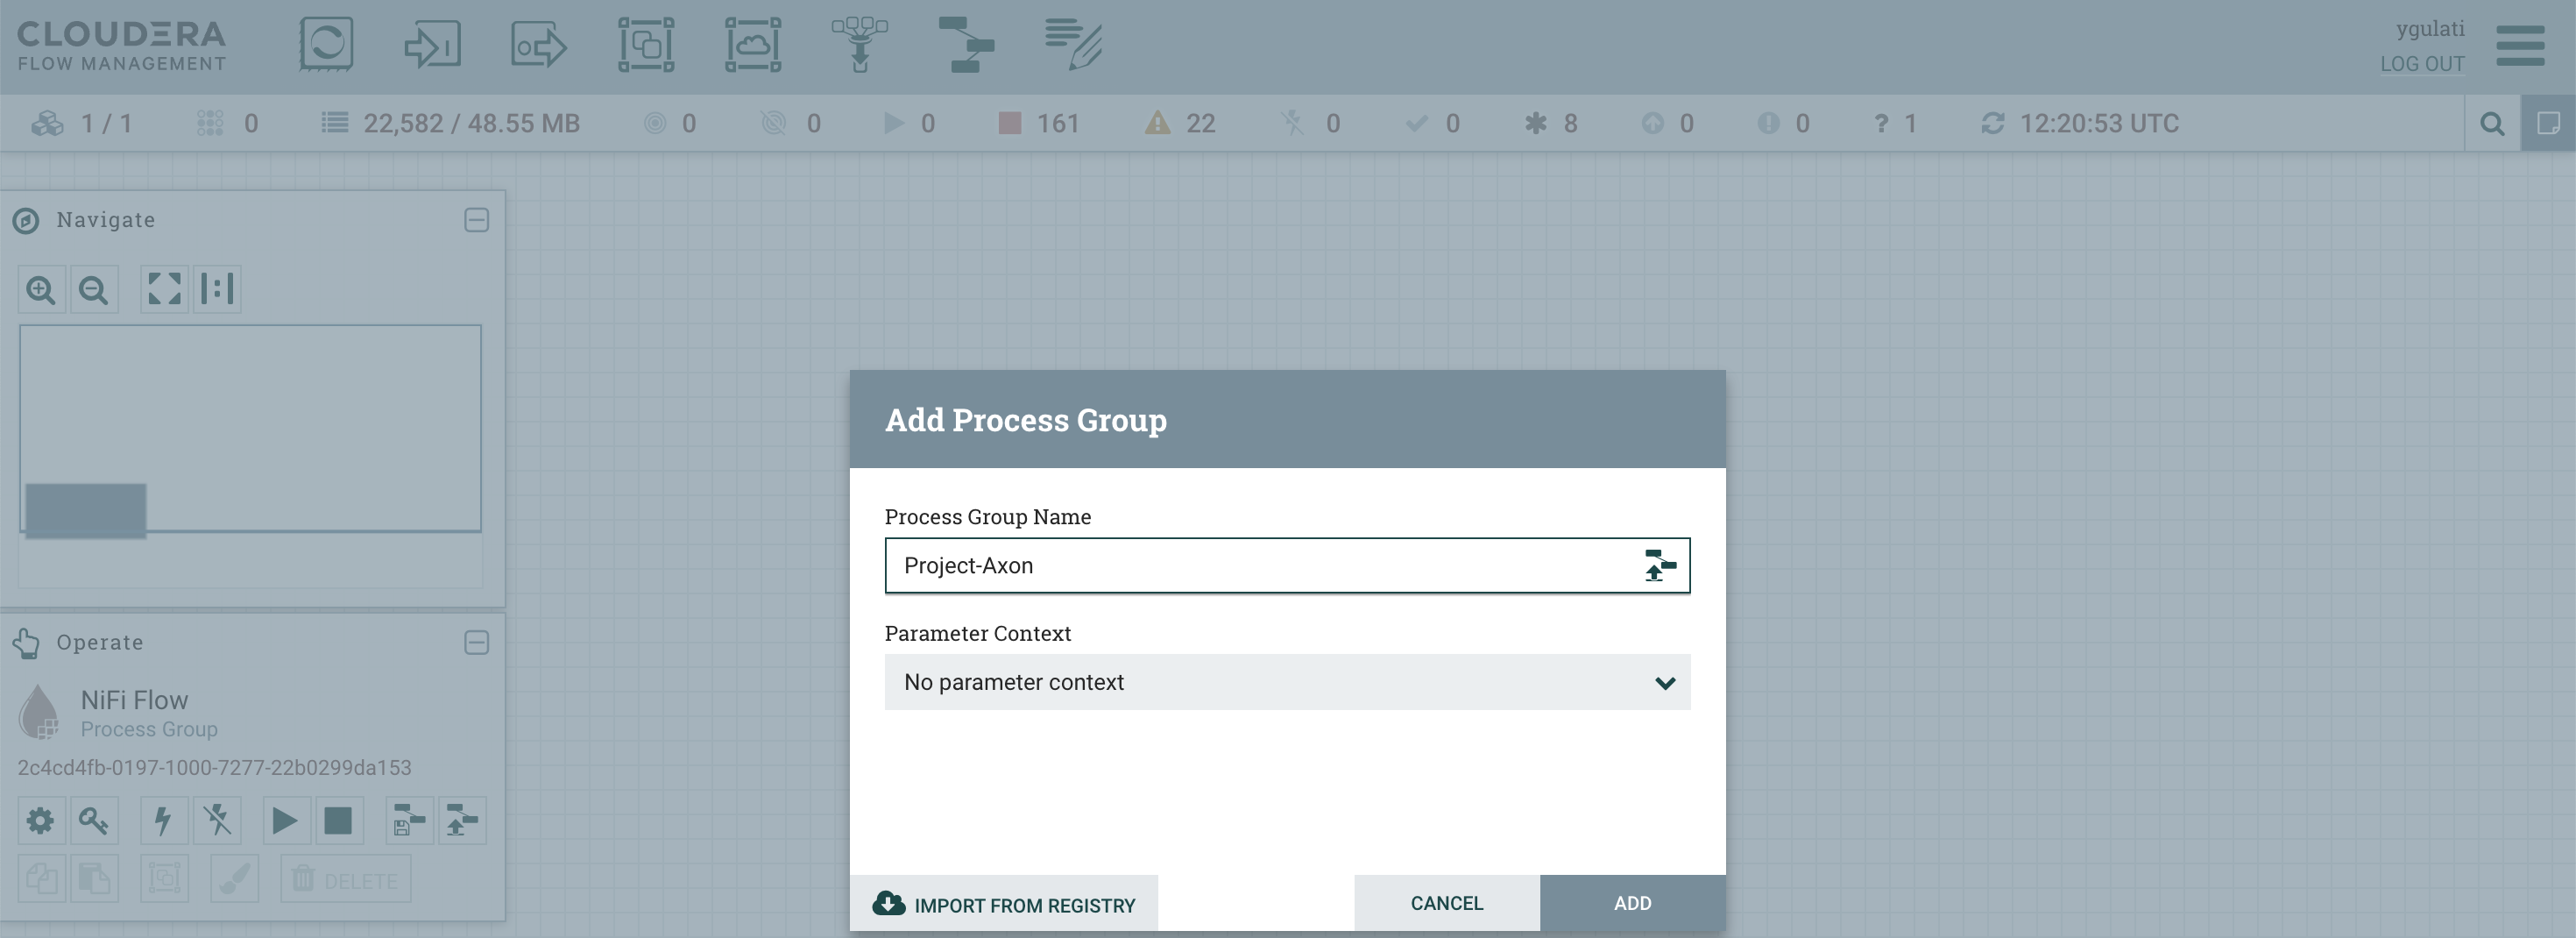 CLOUDERA
FLOW MANAGEMENT
ygulati
LOG OUT
1 / 1 0 22,582 / 48.55 MB 0 0 0 161 22 0 0 8 0 0 ? 1 12:20:53 UTC
Navigate
Operate
NiFi Flow
Process Group
2c4cd4fb-0197-1000-7277-22b0299da153
DELETE
Add Process Group
Process Group Name
Project-Axon
Parameter Context
No parameter context
IMPORT FROM REGISTRY
CANCEL
ADD